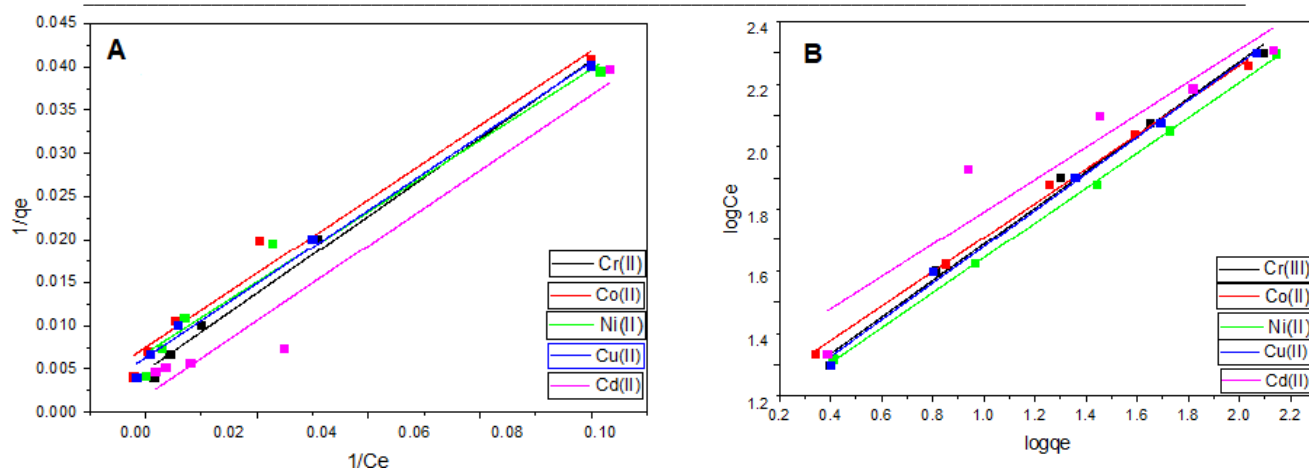 A
1/qe
0.045
0.040
0.035
0.030
0.025
0.020
0.015
0.010
0.005
0.000
0.00 0.02 0.04 0.06 0.08 0.10
1/Ce
Cr(II)
Co(II)
Ni(II)
Cu(II)
Cd(II)
B
logCe
2.2
2.2
2.0
1.8
1.6
1.4
1.2
0.4 0.6 0.8 1.0 1.2 1.4 1.6 1.8 2.0 2.2
logqe
Cr(III)
Co(II)
Ni(II)
Cu(II)
Cd(II)